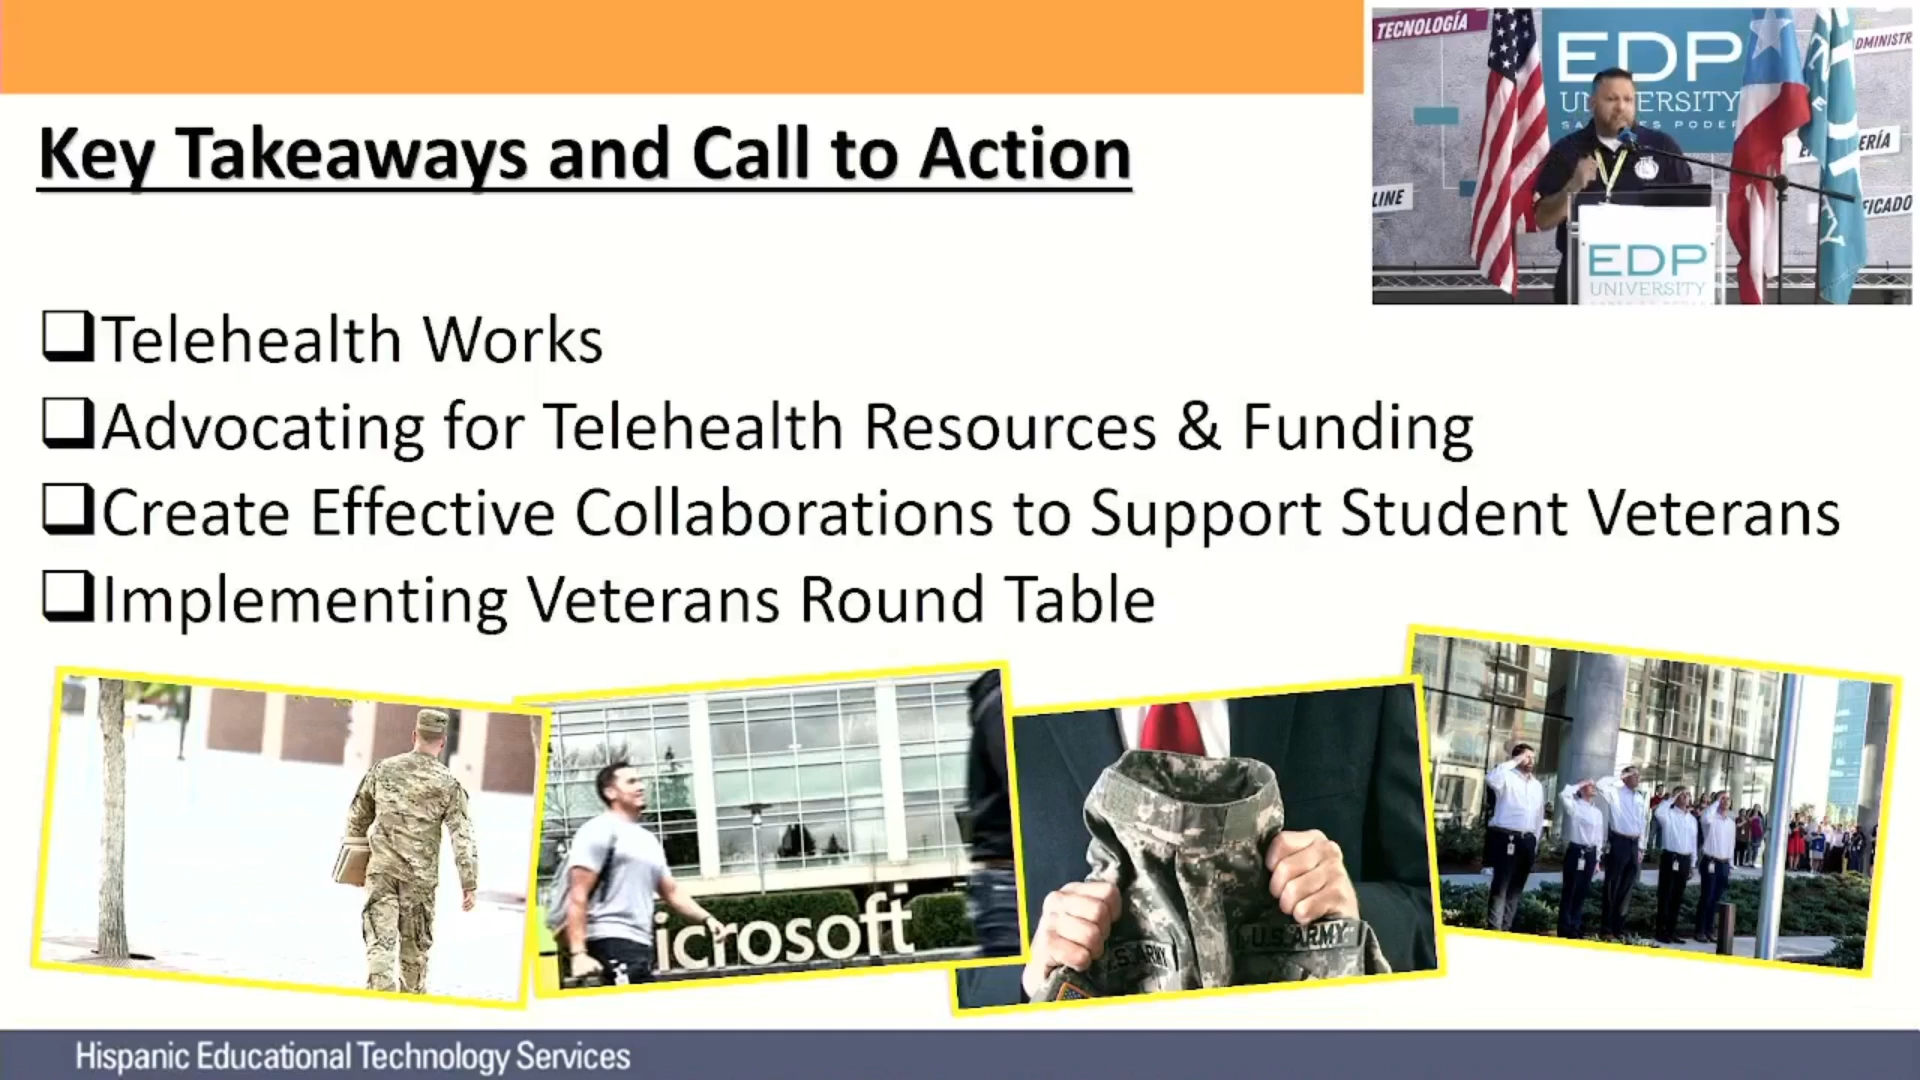 Key Takeaways and Call to Action
Telehealth Works
Advocating for Telehealth Resources & Funding
Create Effective Collaborations to Support Student Veterans
Implementing Veterans Round Table
TECNOLOGÍA
EDP
UNIVERSITY
LINE
EDP
UNIVERSITY
icrosoft
U.S. ARMY
Hispanic Educational Technology Services